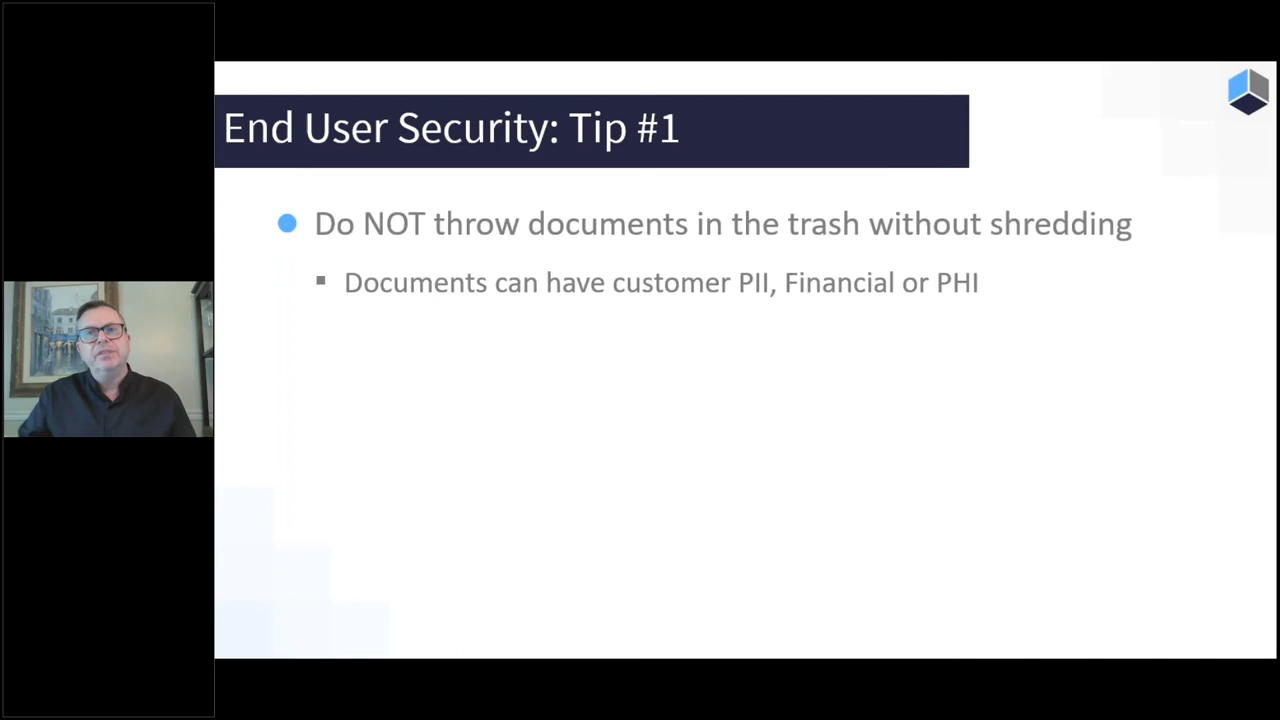 End User Security: Tip #1
Do NOT throw documents in the trash without shredding
Documents can have customer PII, Financial or PHI